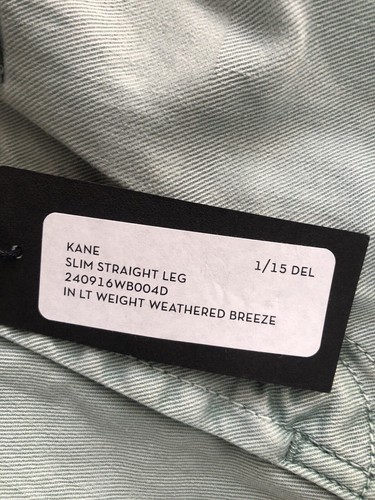 KANE
1/15 DEL
SLIM STRAIGHT LEG
240916WB004D
IN LT WEIGHT WEATHERED BREEZE